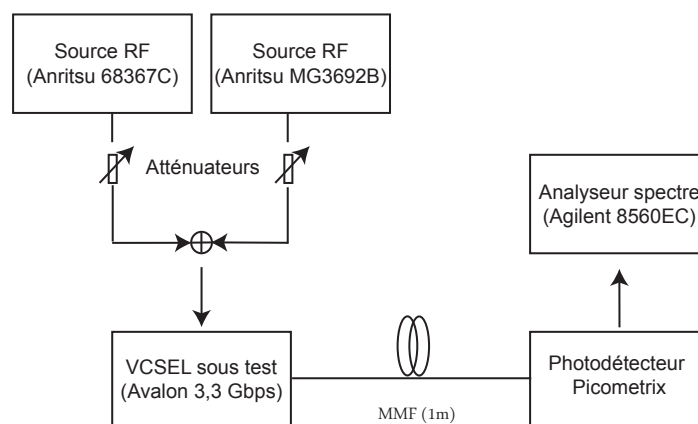 Source RF
(Anritsu 68367C)
Source RF
(Anritsu MG3692B)
Atténuateurs
Analyseur spectre
(Agilent 8560EC)
VCSEL sous test
(Avalon 3,3 Gbps)
MMF (1m)
Photodétecteur
Picometrix